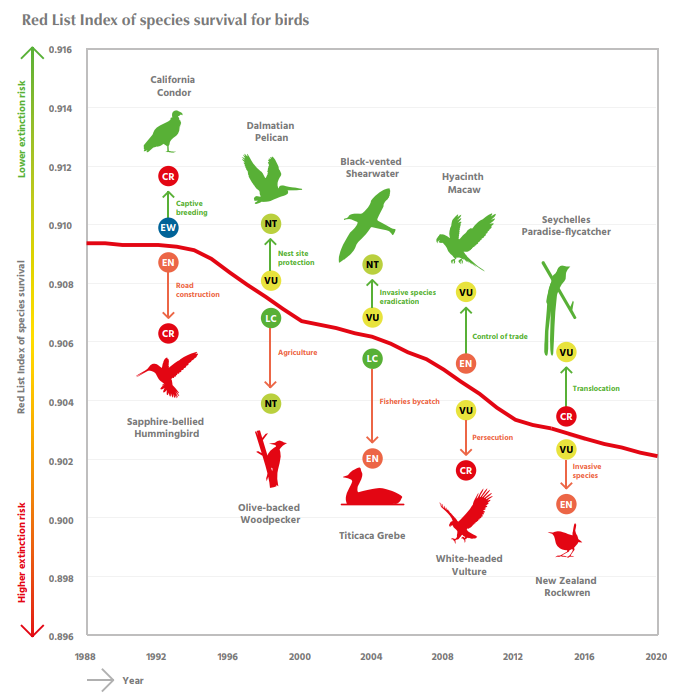 Red List Index of species survival for birds
Lower extinction risk
Red List Index of species survival
Higher extinction risk
0.916
0.914
0.912
0.910
0.908
0.906
0.904
0.902
0.900
0.898
0.896
California
Condor
CR
Captive
breeding
EW
EN
Road
construction
CR
Sapphire-bellied
Hummingbird
Dalmatian
Pelican
NT
Nest site
protection
VU
LC
Agriculture
NT
Olive-backed
Woodpecker
Black-vented
Shearwater
NT
Invasive species
eradication
VU
LC
Fisheries bycatch
EN
Titicaca Grebe
Hyacinth
Macaw
VU
Control of trade
EN
VU
Persecution
CR
White-headed
Vulture
Seychelles
Paradise-flycatcher
VU
Translocation
CR
VU
Invasive
species
EN
New Zealand
Rockwren
1988
1992
1996
2000
2004
2008
2012
2016
2020
Year